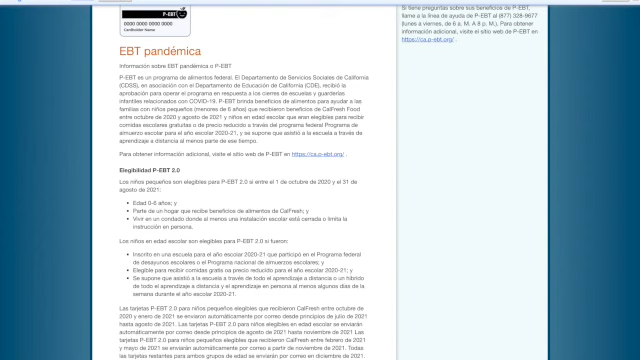 P-EBT
0000 0000 0000 0000
Cardholder Name
EBT pandémica
Información sobre EBT pandémica o P-EBT
P-EBT es un programa de alimentos federal. El Departamento de Servicios Sociales de California
(CDSS), en asociación con el Departamento de Educación de California (CDE), recibió la
aprobación para operar el programa en respuesta a los cierres de escuelas y guarderías
infantiles relacionados con COVID-19. P-EBT brinda beneficios de alimentos para ayudar a las
familias con niños pequeños (menores de 6 años) que recibieron beneficios de CalFresh Food
entre octubre de 2020 y agosto de 2021 y niños en edad escolar que eran elegibles para recibir
comidas escolares gratuitas o de precio reducido a través del programa federal Programa de
almuerzo escolar para el año escolar 2020-21, y se supone que asistió a la escuela a través de
aprendizaje a distancia al menos parte de ese tiempo.
Para obtener información adicional, visite el sitio web de P-EBT en https://ca.p-ebt.org/ .
Elegibilidad P-EBT 2.0
Los niños pequeños son elegibles para P-EBT 2.0 si entre el 1 de octubre de 2020 y el 31 de
agosto de 2021:
Edad 0-6 años; y
Parte de un hogar que recibe beneficios de alimentos de CalFresh; y
Vivir en un condado donde al menos una instalación escolar está cerrada o limita la
instrucción en persona.
Los niños en edad escolar son elegibles para P-EBT 2.0 si fueron:
Inscrito en una escuela para el año escolar 2020-21 que participó en el Programa federal
de desayunos escolares o el Programa nacional de almuerzos escolares; y
Elegible para recibir comidas gratis oa precio reducido para el año escolar 2020-21; y
Se supone que asistió a la escuela a través de todo el aprendizaje a distancia o un híbrido
de todo el aprendizaje a distancia y el aprendizaje en persona al menos algunos días de la
semana durante el año escolar 2020-21.
Las tarjetas P-EBT 2.0 para niños pequeños elegibles que recibieron CalFresh entre octubre de
2020 y enero de 2021 se enviaron automáticamente por correo desde principios de julio de 2021
hasta agosto de 2021. Las tarjetas P-EBT 2.0 para niños elegibles en edad escolar se enviarán
automáticamente por correo desde principios de agosto de 2021 hasta noviembre de 2021 Las
tarjetas P-EBT 2.0 para niños pequeños elegibles que recibieron CalFresh entre febrero de 2021
y mayo de 2021 se enviarán automáticamente por correo a partir de noviembre de 2021. Todas
las tarjetas restantes para ambos grupos de edad se enviarán por correo en diciembre de 2021.
Si tiene preguntas sobre sus beneficios de P-EBT,
llame a la línea de ayuda de P-EBT al (877) 328-9677
(lunes a viernes, de 6 a. M. A 8 p. M.). Para obtener
información adicional, visite el sitio web de P-EBT en
https://ca.p-ebt.org/ .